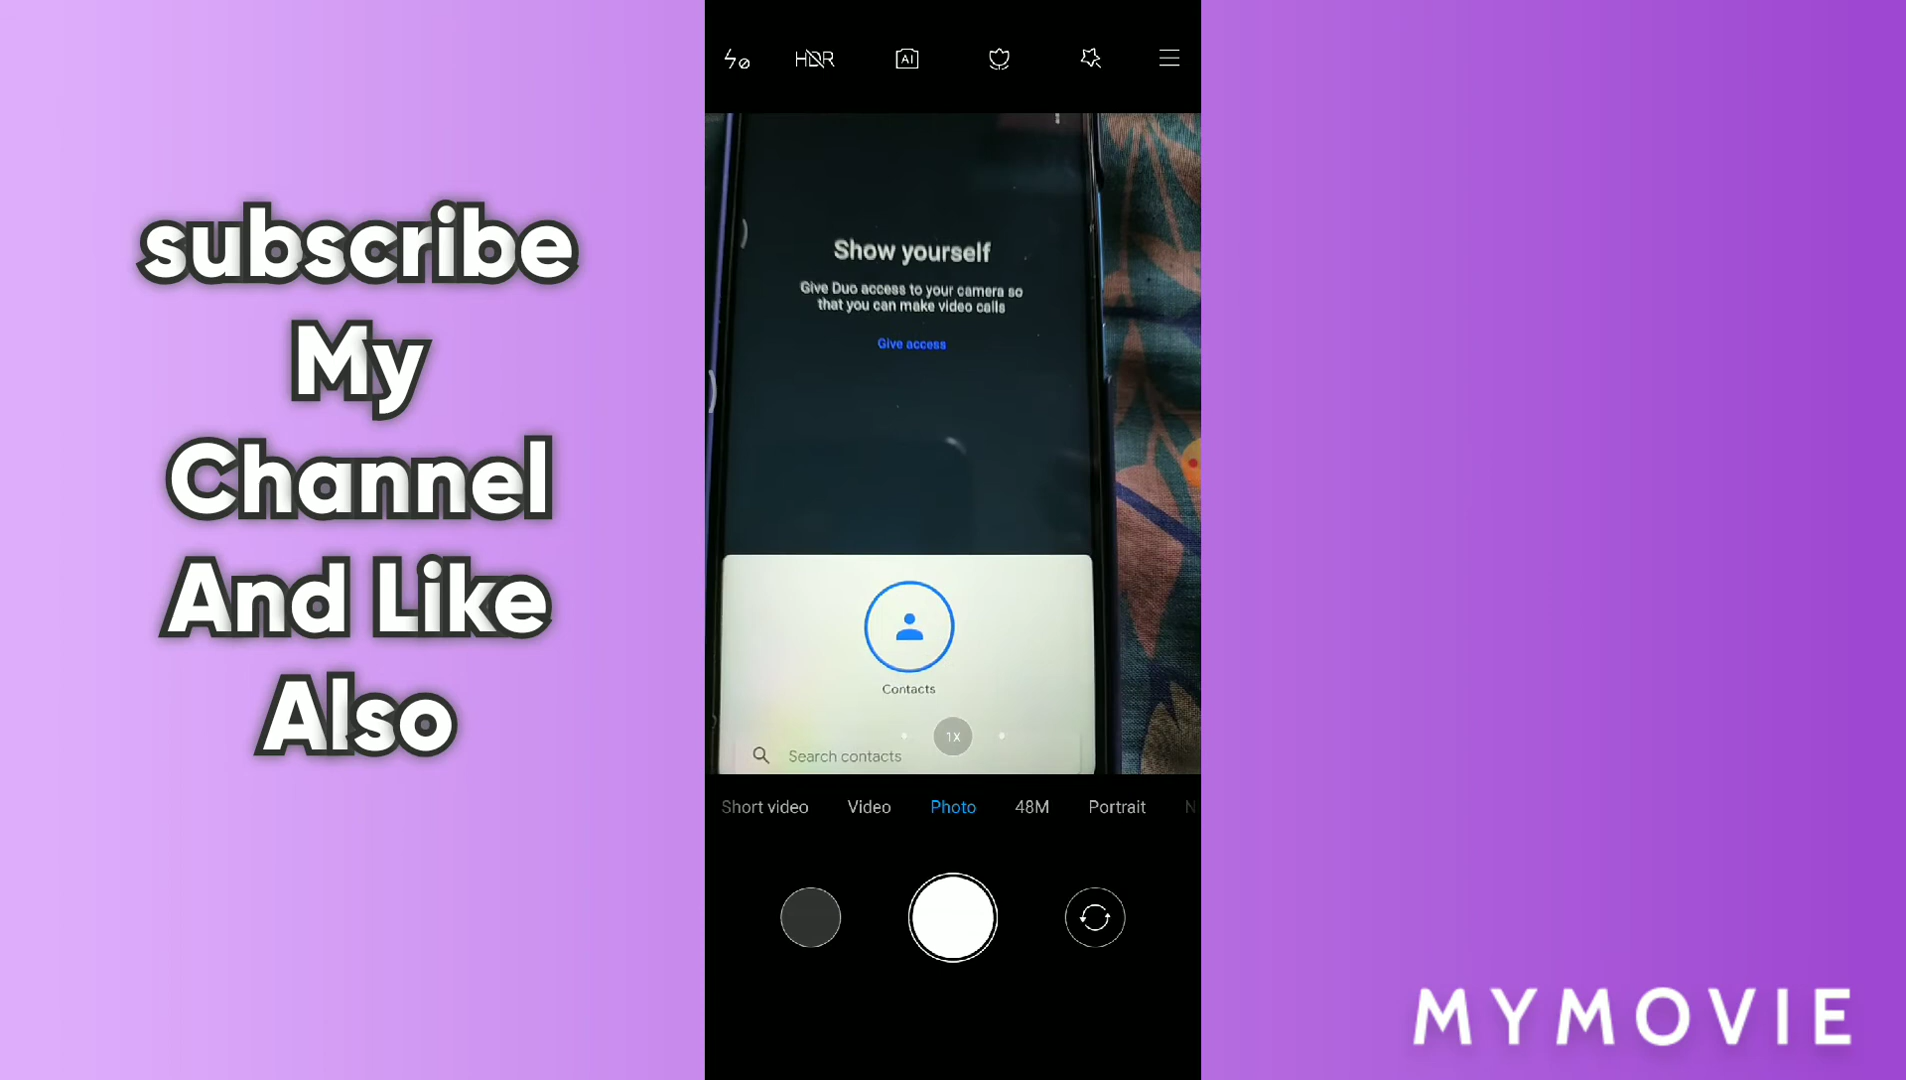 subscribe
My
Channel
And Like
Also
HDR
AI
Show yourself
Give Duo access to your camera so
that you can make video calls
Give access
Contacts
1X
Search contacts
Short video Video Photo 48M Portrait N
MYMOVIE